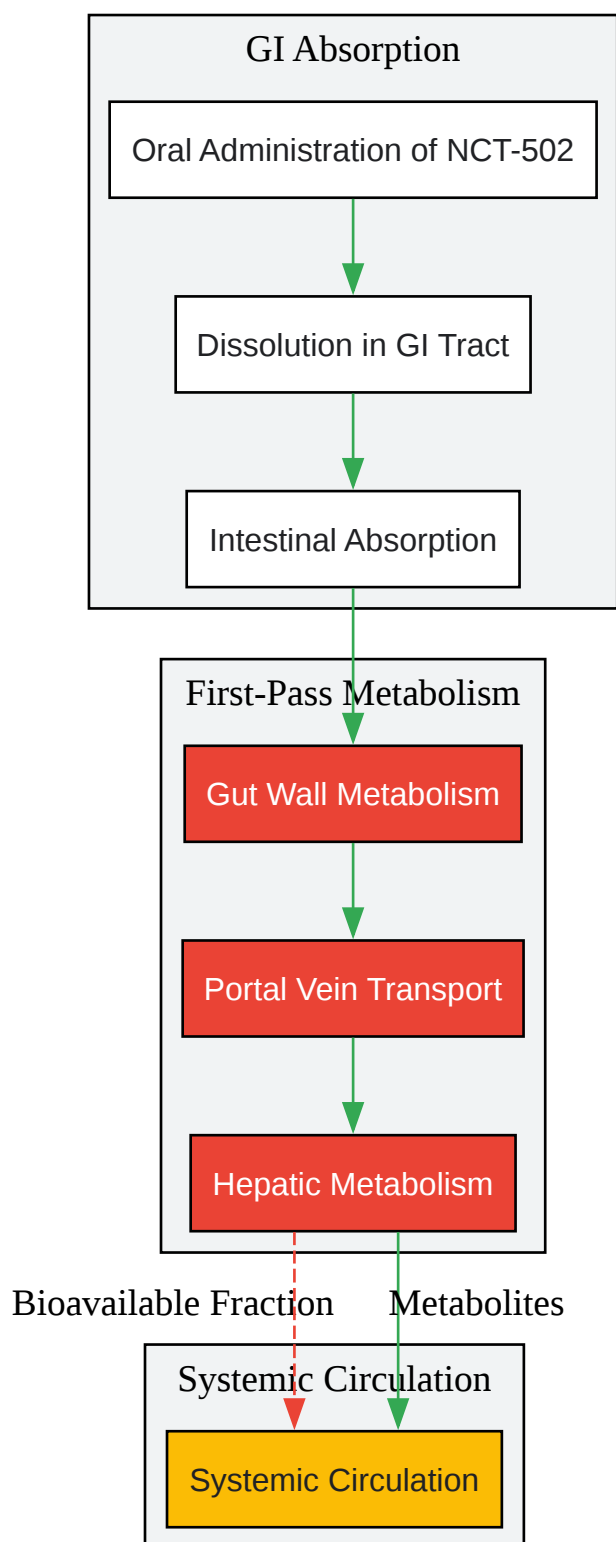 GI Absorption
Oral Administration of NCT-502
Dissolution in GI Tract
Intestinal Absorption
First-Pass Metabolism
Gut Wall Metabolism
Portal Vein Transport
Hepatic Metabolism
Bioavailable Fraction
Metabolites
Systemic Circulation
Systemic Circulation